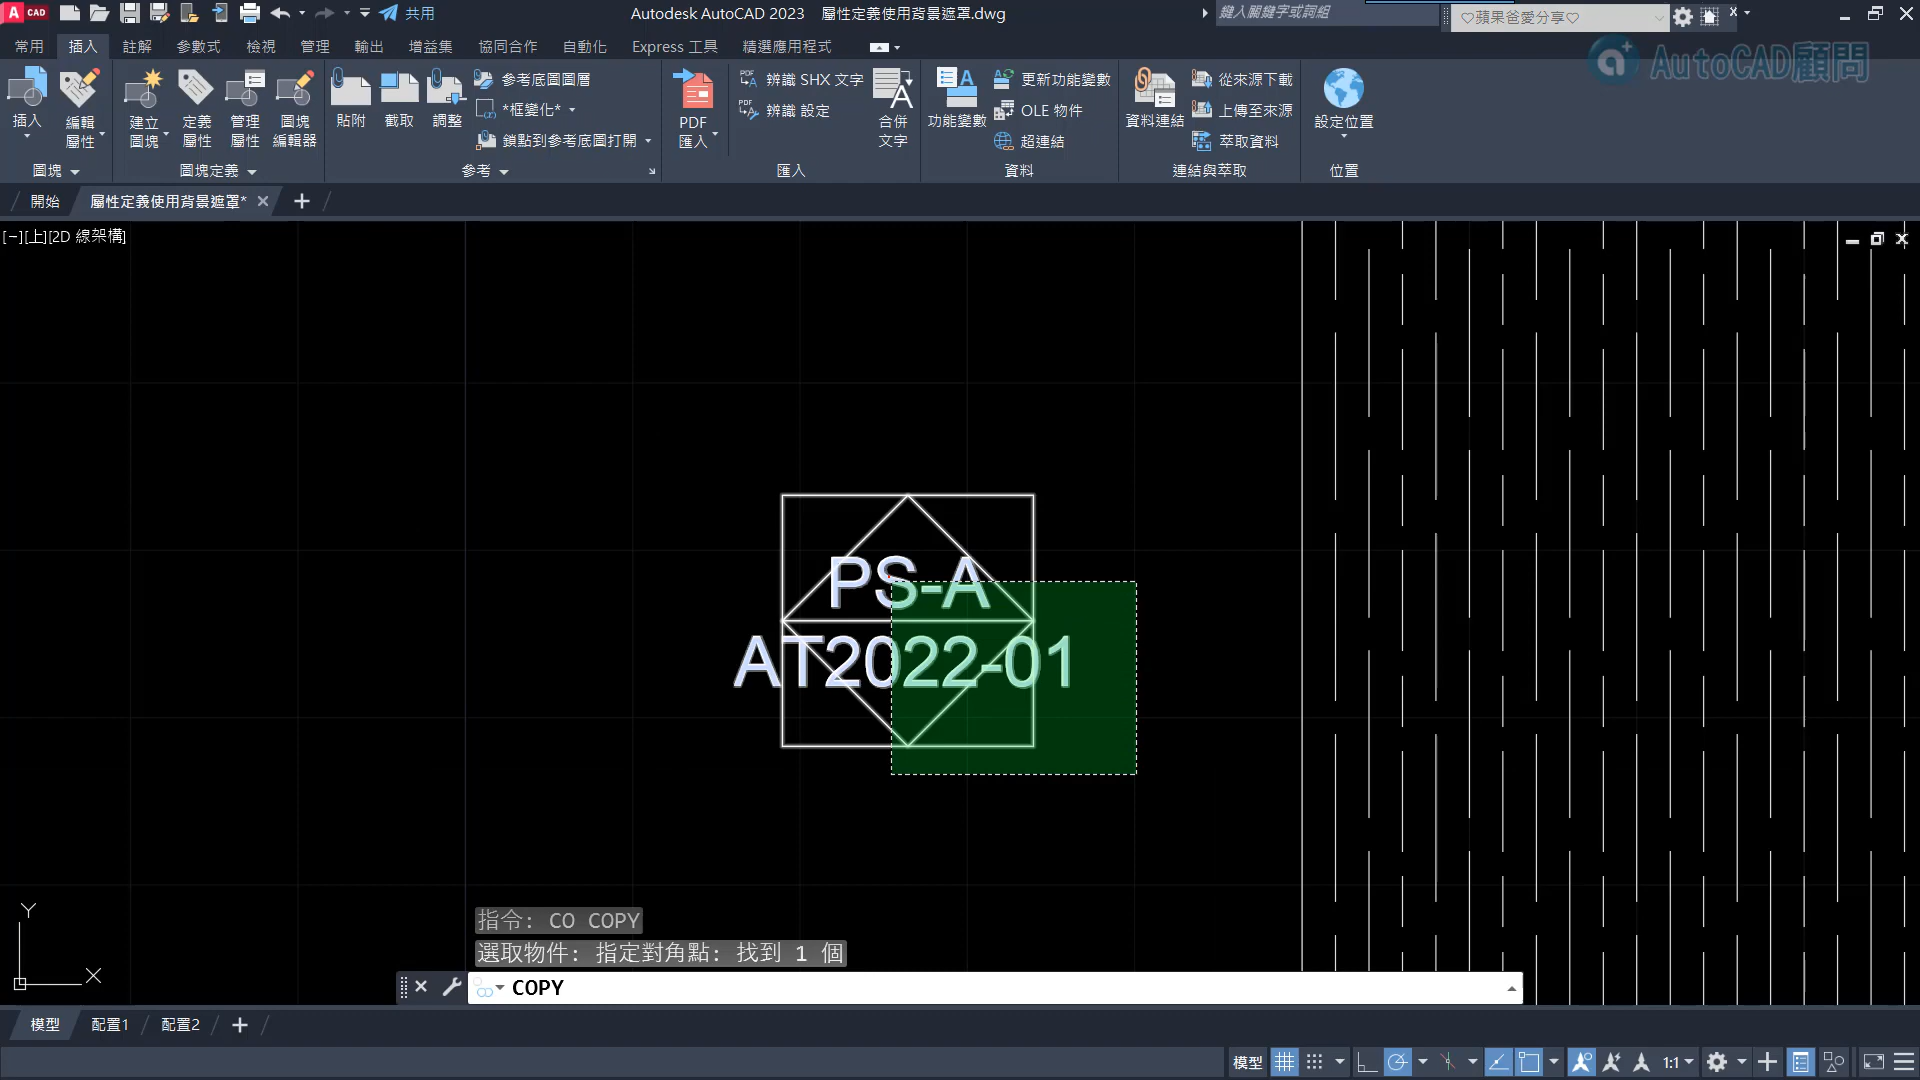 A CAD
共用
Autodesk AutoCAD 2023 屬性定義使用背景遮罩.dwg
鍵入關鍵字或詞組
♡蘋果爸愛分享♡
常用 插入 註解 參數式 檢視 管理 輸出 增益集 協同合作 自動化 Express 工具 精選應用程式
AutoCAD顧問
插入
編輯
屬性
圖塊
建立
圖塊
定義
屬性
管理
屬性
圖塊
編輯器
圖塊定義
貼附
截取
調整
參考底圖圖層
*框變化*
鎖點到參考底圖打開
參考
PDF
匯入
辨識 SHX 文字
辨識 設定
合併
文字
匯入
功能變數
更新功能變數
OLE 物件
超連結
資料
資料連結
從來源下載
上傳至來源
萃取資料
連結與萃取
設定位置
位置
開始 屬性定義使用背景遮罩*
[−][上][2D 線架構]
PS-A
AT2022-01
Y
X
指令: CO COPY
選取物件: 指定對角點: 找到 1 個
COPY
模型 配置1 配置2
模型
1:1